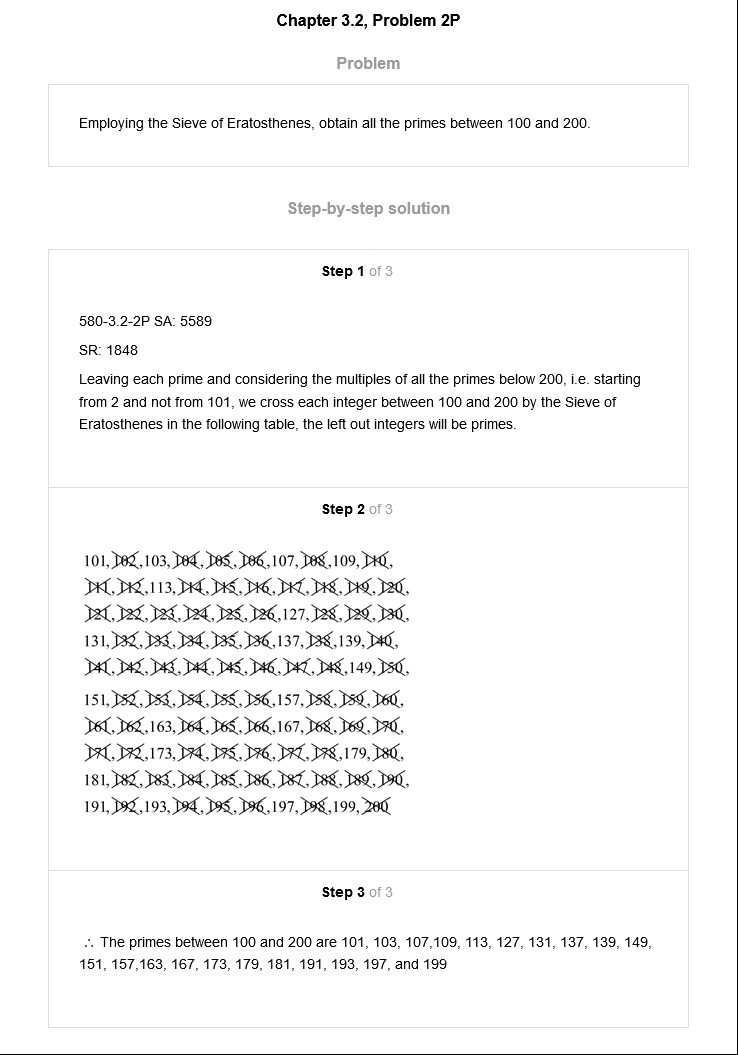 Chapter 3.2, Problem 2P
Problem
Employing the Sieve of Eratosthenes, obtain all the primes between 100 and 200.
Step-by-step solution
Step 1 of 3
580-3.2-2P SA: 5589
SR: 1848
Leaving each prime and considering the multiples of all the primes below 200, i.e. starting
from 2 and not from 101, we cross each integer between 100 and 200 by the Sieve of
Eratosthenes in the following table, the left out integers will be primes.
Step 2 of 3
101, 102, 103, 104, 105, 106, 107, 108, 109, 110,
111, 112, 113, 114, 115, 116, 117, 118, 119, 120,
121, 122, 123, 124, 125, 126, 127, 128, 129, 130,
131, 132, 133, 134, 135, 136, 137, 138, 139, 140,
141, 142, 143, 144, 145, 146, 147, 148, 149, 150,
151, 152, 153, 154, 155, 156, 157, 158, 159, 160,
161, 162, 163, 164, 165, 166, 167, 168, 169, 170,
171, 172, 173, 174, 175, 176, 177, 178, 179, 180,
181, 182, 183, 184, 185, 186, 187, 188, 189, 190,
191, 192, 193, 194, 195, 196, 197, 198, 199, 200
Step 3 of 3
∴ The primes between 100 and 200 are 101, 103, 107,109, 113, 127, 131, 137, 139, 149,
151, 157,163, 167, 173, 179, 181, 191, 193, 197, and 199